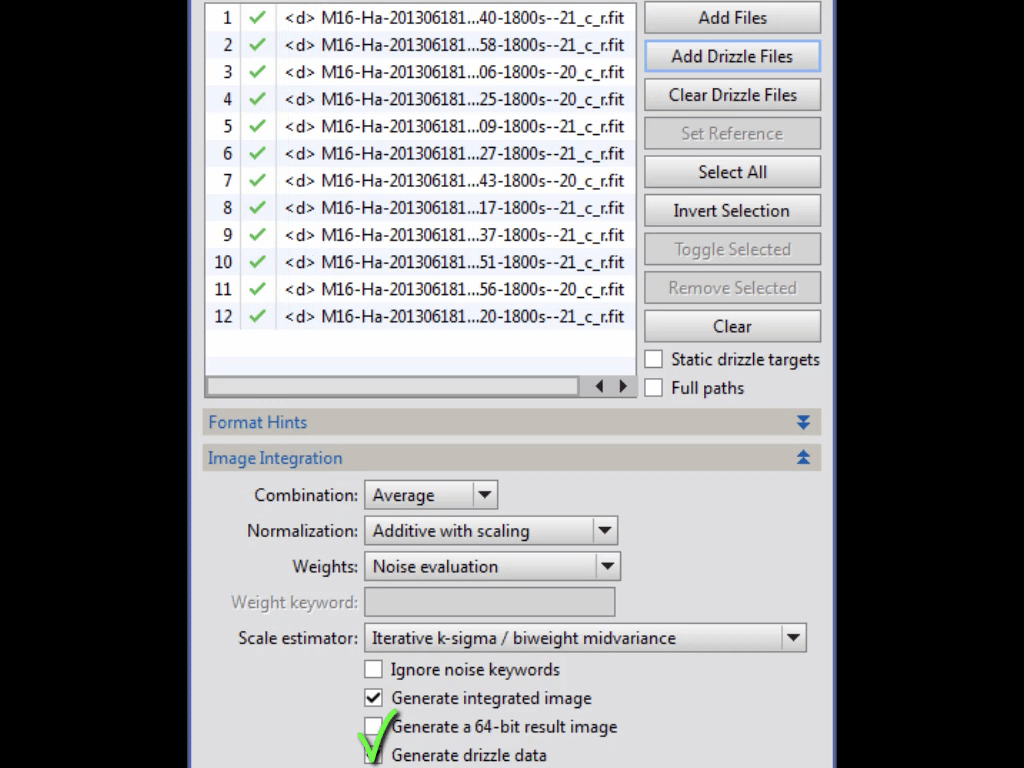 1 <d> M16-Ha-201306181...40-1800s--21_c_r.fit
2 <d> M16-Ha-201306181...58-1800s--21_c_r.fit
3 <d> M16-Ha-201306181...06-1800s--20_c_r.fit
4 <d> M16-Ha-201306181...25-1800s--20_c_r.fit
5 <d> M16-Ha-201306181...09-1800s--21_c_r.fit
6 <d> M16-Ha-201306181...27-1800s--21_c_r.fit
7 <d> M16-Ha-201306181...43-1800s--20_c_r.fit
8 <d> M16-Ha-201306181...17-1800s--21_c_r.fit
9 <d> M16-Ha-201306181...37-1800s--21_c_r.fit
10 <d> M16-Ha-201306181...51-1800s--21_c_r.fit
11 <d> M16-Ha-201306181...56-1800s--20_c_r.fit
12 <d> M16-Ha-201306181...20-1800s--21_c_r.fit
Add Files
Add Drizzle Files
Clear Drizzle Files
Set Reference
Select All
Invert Selection
Toggle Selected
Remove Selected
Clear
Static drizzle targets
Full paths
Format Hints
Image Integration
Combination: Average
Normalization: Additive with scaling
Weights: Noise evaluation
Weight keyword:
Scale estimator: Iterative k-sigma / biweight midvariance
Ignore noise keywords
Generate integrated image
Generate a 64-bit result image
Generate drizzle data